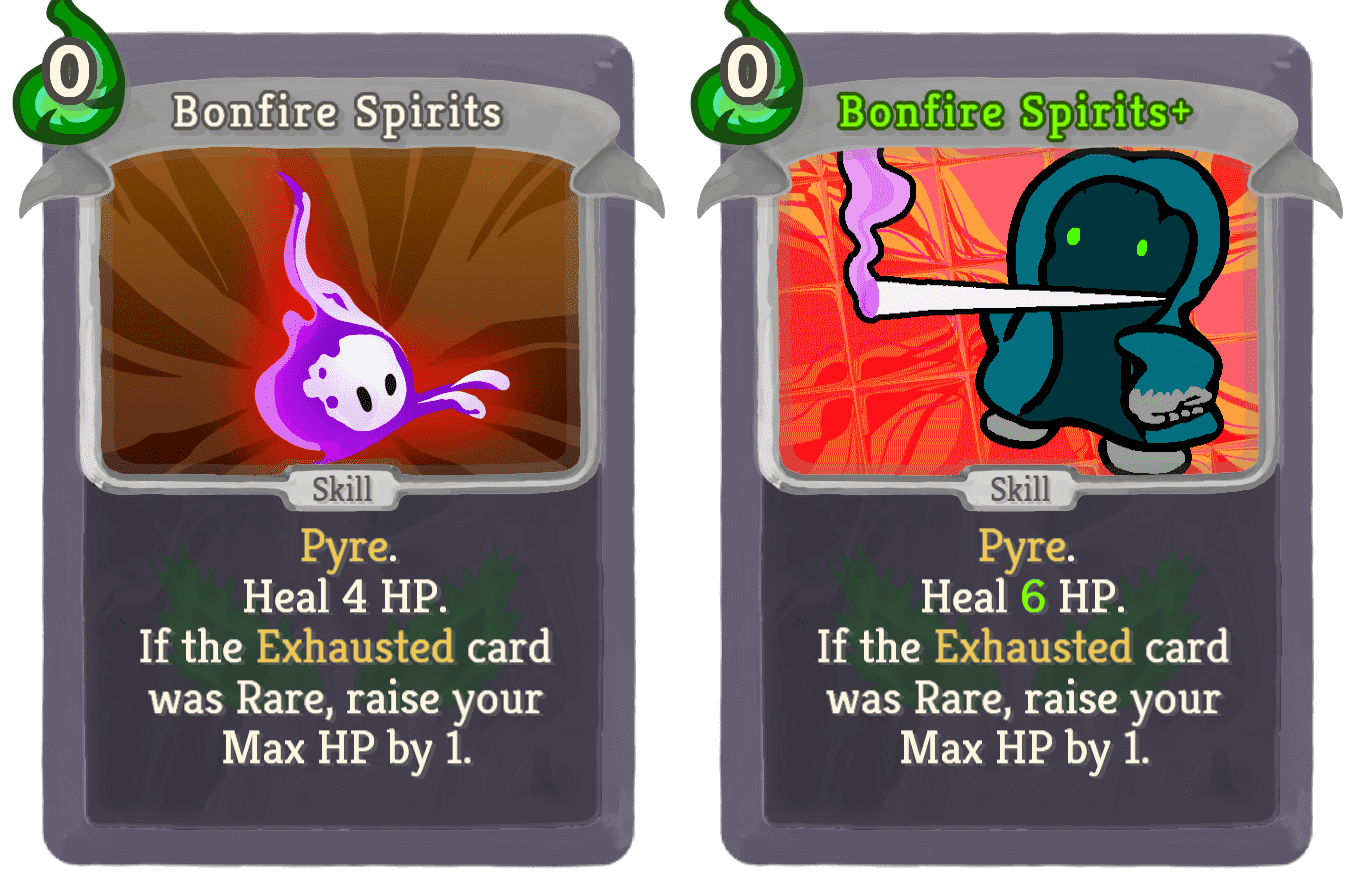 0
Bonfire Spirits
Skill
Pyre.
Heal 4 HP.
If the Exhausted card
was Rare, raise your
Max HP by 1.
0
Bonfire Spirits+
Skill
Pyre.
Heal 6 HP.
If the Exhausted card
was Rare, raise your
Max HP by 1.